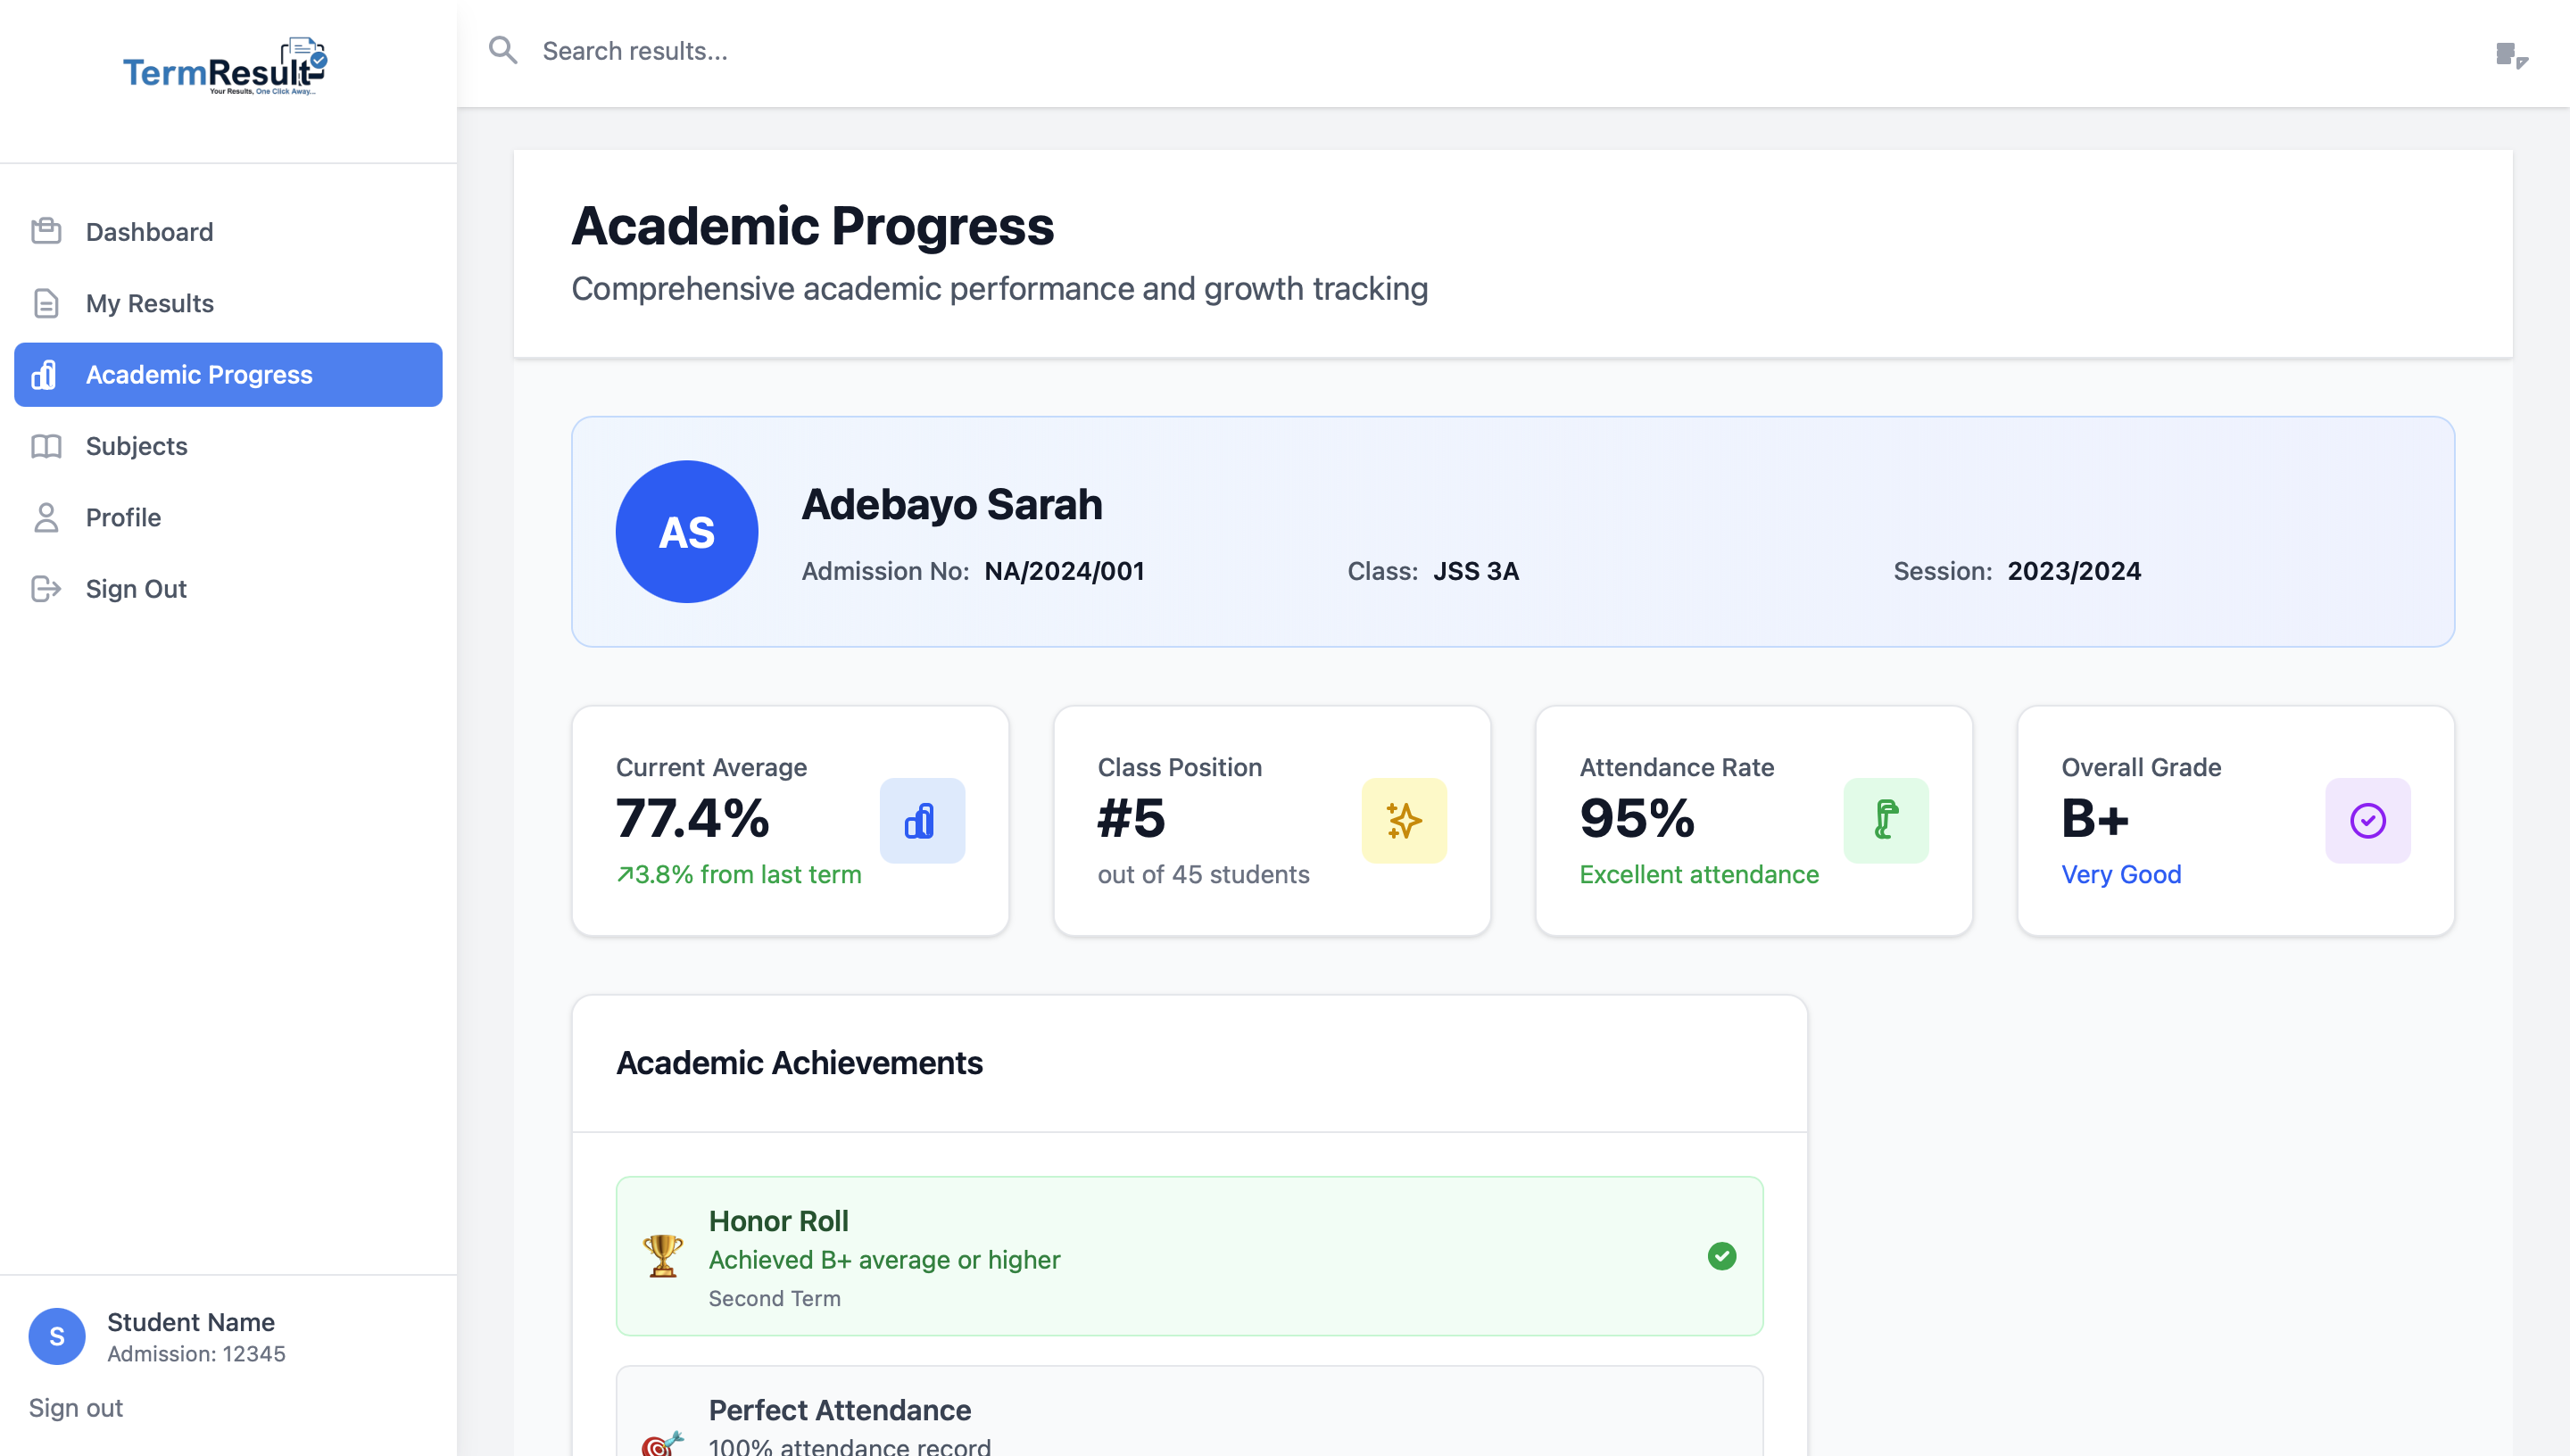 TermResult
Your Results, One Click Away...
Search results...
Dashboard
My Results
Academic Progress
Subjects
Profile
Sign Out
Student Name
S
Admission: 12345
Sign out
Academic Progress
Comprehensive academic performance and growth tracking
AS
Adebayo Sarah
Admission No: NA/2024/001
Class: JSS 3A
Session: 2023/2024
Current Average
77.4%
↗3.8% from last term
Class Position
#5
out of 45 students
Attendance Rate
95%
Excellent attendance
Overall Grade
B+
Very Good
Academic Achievements
Honor Roll
Achieved B+ average or higher
Second Term
Perfect Attendance
100% attendance record